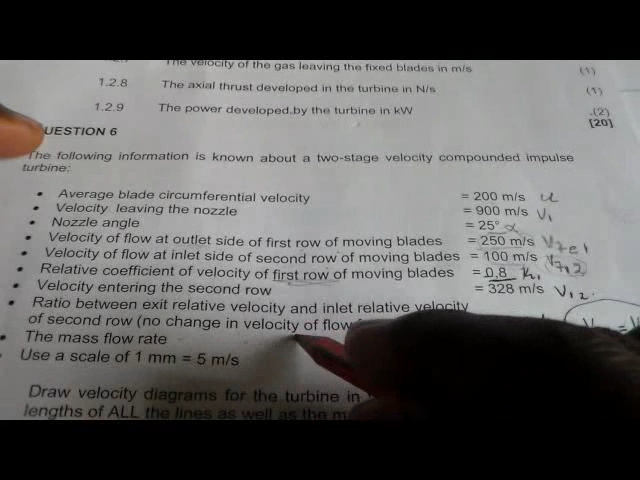 The velocity of the gas leaving the fixed blades in m/s (1)
1.2.8 The axial thrust developed in the turbine in N/s (1)
1.2.9 The power developed by the turbine in kW (2)
[20]
UESTION 6
The following information is known about a two-stage velocity compounded impulse
turbine:
• Average blade circumferential velocity = 200 m/s u
• Velocity leaving the nozzle = 900 m/s V1
• Nozzle angle = 25° α
• Velocity of flow at outlet side of first row of moving blades = 250 m/s
• Velocity of flow at inlet side of second row of moving blades = 100 m/s
• Relative coefficient of velocity of first row of moving blades = 0,8 k1
• Velocity entering the second row = 328 m/s V12
• Ratio between exit relative velocity and inlet relative velocity
of second row (no change in velocity of flow
• The mass flow rate
• Use a scale of 1 mm = 5 m/s
Draw velocity diagrams for the turbine in
lengths of ALL the lines as well as the